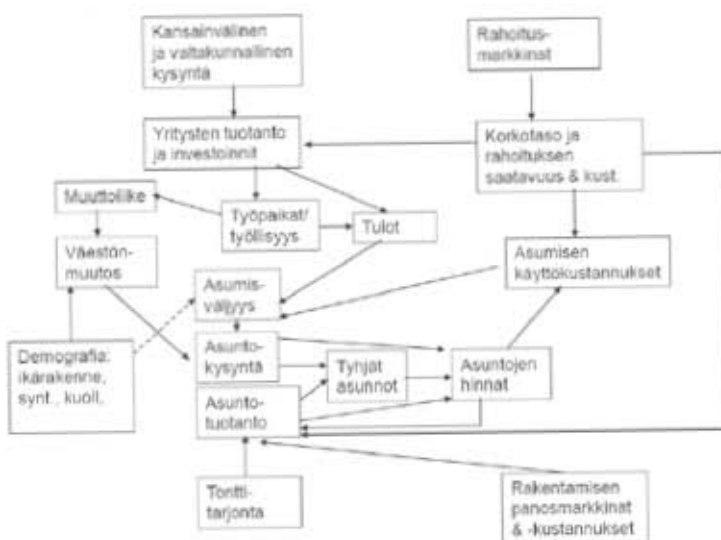 Kansainvälinen
ja valtakunnallinen
kysyntä
Rahoitus-
markkinat
Yritysten tuotanto
ja investoinnit
Korkotaso ja
rahoituksen
saatavuus & kust.
Muuttoliike
Työpaikat/
työllisyys
Tulot
Väestön-
muutos
Asumisen
käyttökustannukset
Asumis-
väljyys
Demografia:
ikärakenne,
synt., kuoll.
Asunto-
kysyntä
Tyhjät
asunnot
Asuntojen
hinnat
Asunto-
tuotanto
Tontti-
tarjonta
Rakentamisen
panosmarkkinat
& -kustannukset